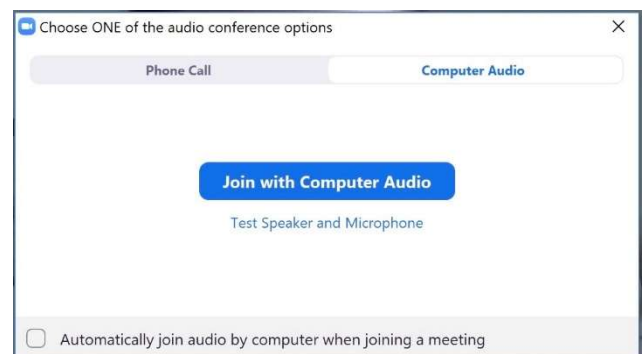 Choose ONE of the audio conference options
Phone Call
Computer Audio
Join with Computer Audio
Test Speaker and Microphone
Automatically join audio by computer when joining a meeting